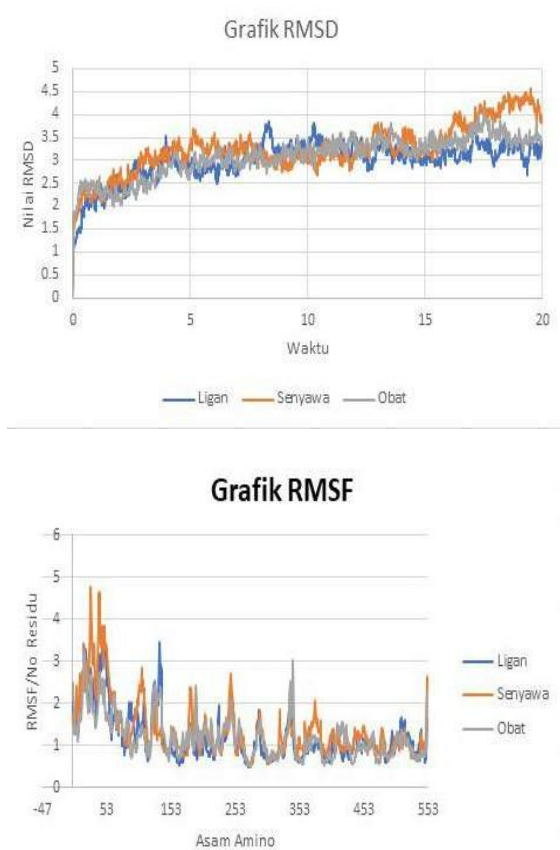 Grafik RMSD
5
4.5
4
3.5
3
2.5
2
1.5
1
0.5
0
Nilai RMSD
0 5 10 15 20
Waktu
Ligan Senyawa Obat
Grafik RMSF
6
5
4
3
2
1
0
RMSF/No Residu
-47 53 153 253 353 453 553
Asam Amino
Ligan
Senyawa
Obat